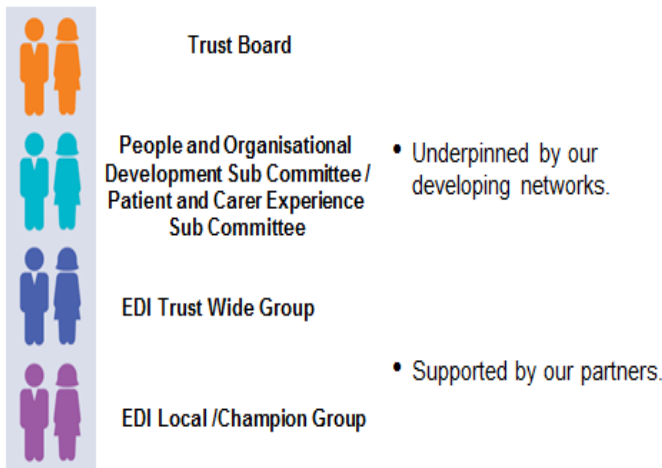 Trust Board
People and Organisational
Development Sub Committee /
Patient and Carer Experience
Sub Committee
• Underpinned by our
developing networks.
EDI Trust Wide Group
• Supported by our partners.
EDI Local /Champion Group